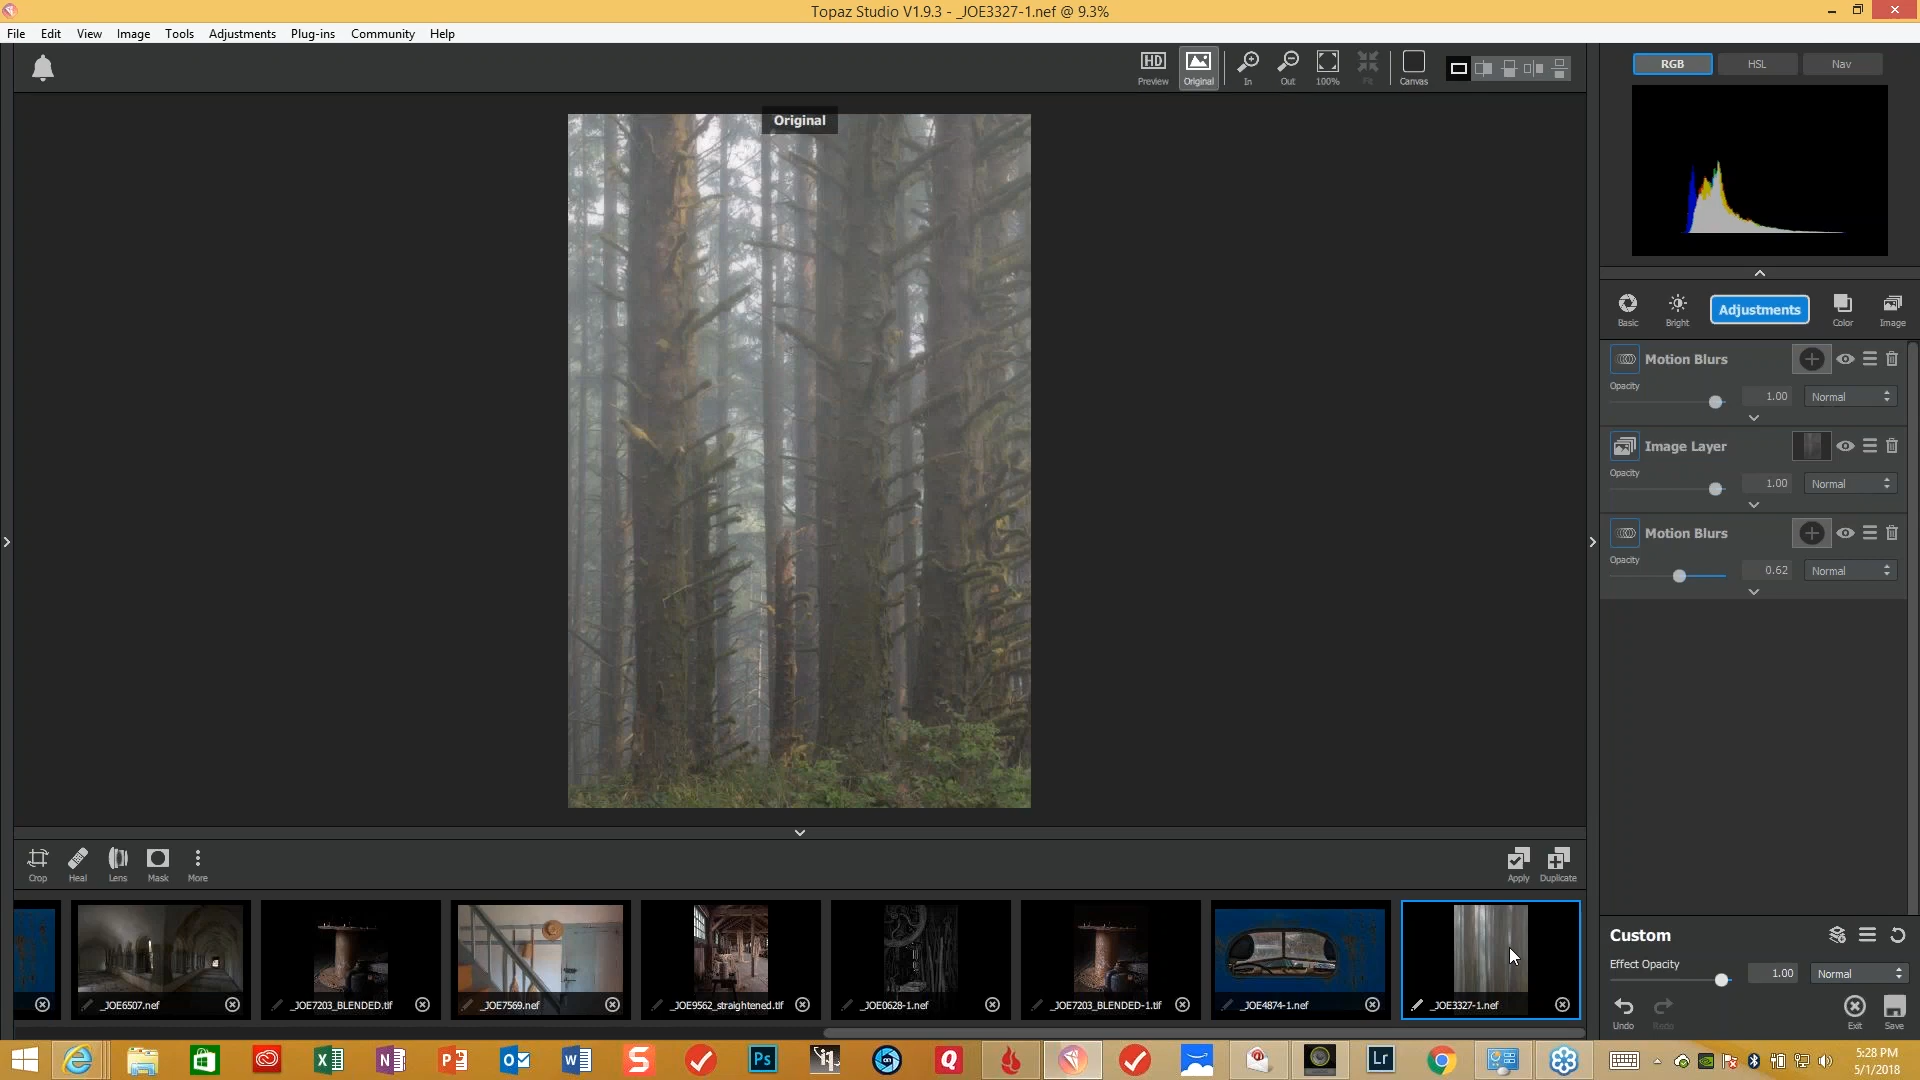 Topaz Studio V1.9.3 - _JOE3327-1.nef @ 9.3%
File Edit View Image Tools Adjustments Plug-ins Community Help
HD
Preview Original In Out 100% Fit Canvas
RGB HSL Nav
Original
Basic Bright Adjustments Color Image
Motion Blurs
Opacity 1.00 Normal
Image Layer
Opacity 1.00 Normal
Motion Blurs
Opacity 0.62 Normal
Crop Heal Lens Mask More Apply Duplicate
_JOE6507.nef _JOE7203_BLENDED.tif _JOE7569.nef _JOE9562_straightened.tif _JOE0628-1.nef _JOE7203_BLENDED-1.tif _JOE4874-1.nef _JOE3327-1.nef
Custom
Effect Opacity 1.00 Normal
Undo Redo Exit Save
Ps Lr
5:28 PM
5/1/2018